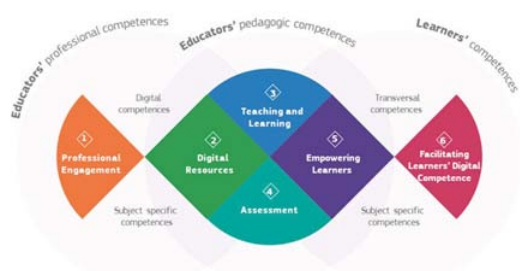 Educators' professional competences
Educators' pedagogic competences
Learners' competences
Digital
competences
Transversal
competences
1
Professional
Engagement
2
Digital
Resources
3
Teaching and
Learning
4
Assessment
5
Empowering
Learners
6
Facilitating
Learners' Digital
Competence
Subject specific
competences
Subject specific
competences